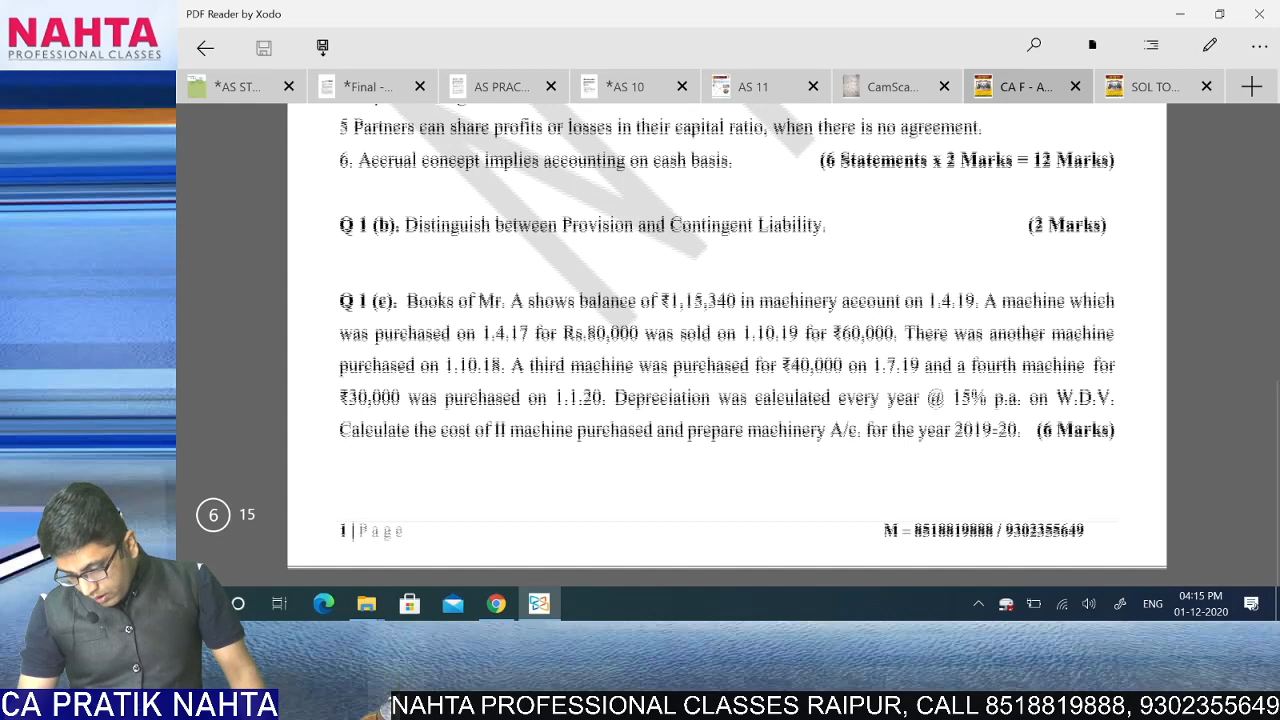 NAHTA
PROFESSIONAL CLASSES
PDF Reader by Xodo
*AS ST...
*Final -...
AS PRAC...
*AS 10
AS 11
CamSca...
CA F - A...
SOL TO...
5 Partners can share profits or losses in their capital ratio, when there is no agreement.
6. Accrual concept implies accounting on cash basis. (6 Statements x 2 Marks = 12 Marks)
Q 1 (b). Distinguish between Provision and Contingent Liability. (2 Marks)
Q 1 (c). Books of Mr. A shows balance of ₹1,15,340 in machinery account on 1.4.19. A machine which
was purchased on 1.4.17 for Rs.80,000 was sold on 1.10.19 for ₹60,000. There was another machine
purchased on 1.10.18. A third machine was purchased for ₹40,000 on 1.7.19 and a fourth machine for
₹30,000 was purchased on 1.1.20. Depreciation was calculated every year @ 15% p.a. on W.D.V.
Calculate the cost of II machine purchased and prepare machinery A/c. for the year 2019-20. (6 Marks)
6 15
1 | P a g e M = 8518819888 / 9302355649
ENG
04:15 PM
01-12-2020
CA PRATIK NAHTA
NAHTA PROFESSIONAL CLASSES RAIPUR, CALL 8518819888, 9302355649